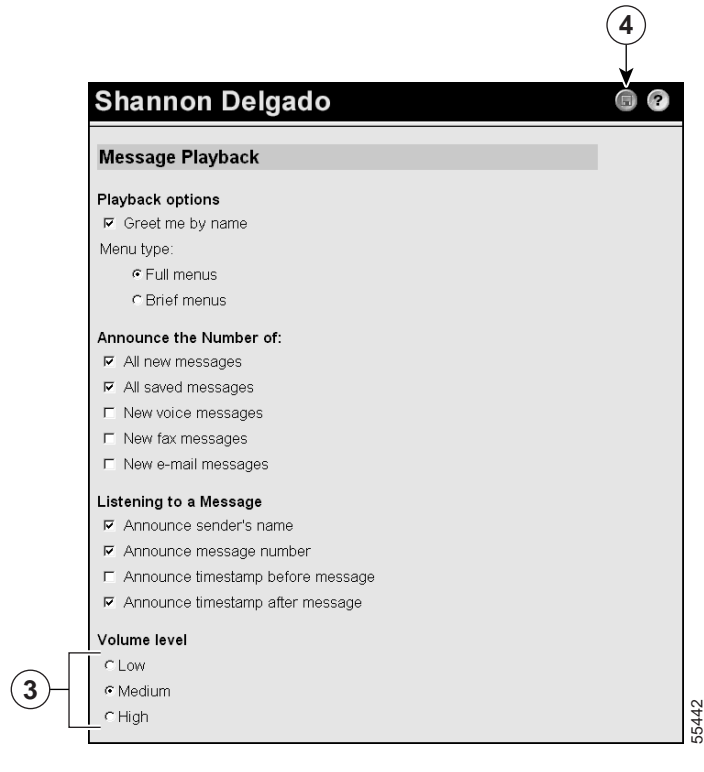 4
Shannon Delgado
?
Message Playback
Playback options
Greet me by name
Menu type:
Full menus
Brief menus
Announce the Number of:
All new messages
All saved messages
New voice messages
New fax messages
New e-mail messages
Listening to a Message
Announce sender's name
Announce message number
Announce timestamp before message
Announce timestamp after message
Volume level
Low
3
Medium
High
55442